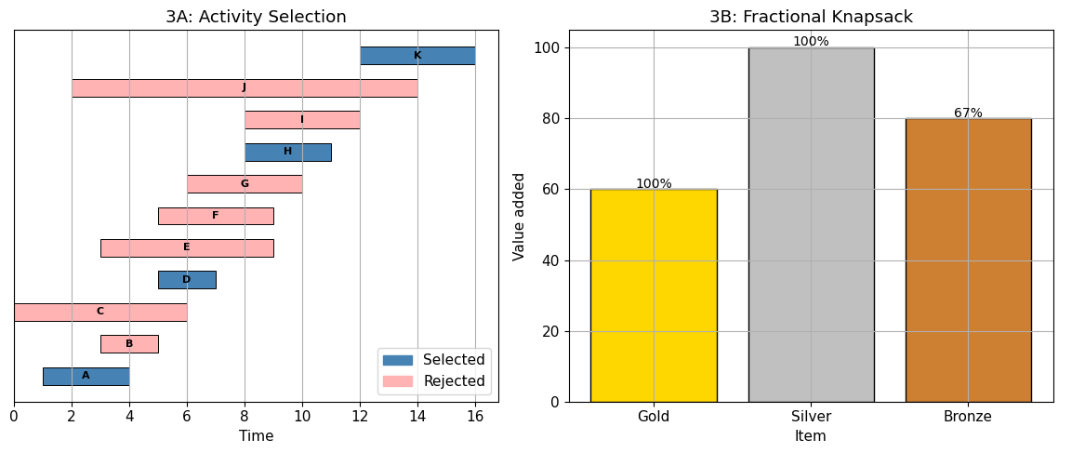 3A: Activity Selection
K
J
I
H
G
F
E
D
C
B
A
Selected
Rejected
0 2 4 6 8 10 12 14 16
Time
3B: Fractional Knapsack
100
80
60
40
20
0
Value added
100%
100%
67%
Gold Silver Bronze
Item